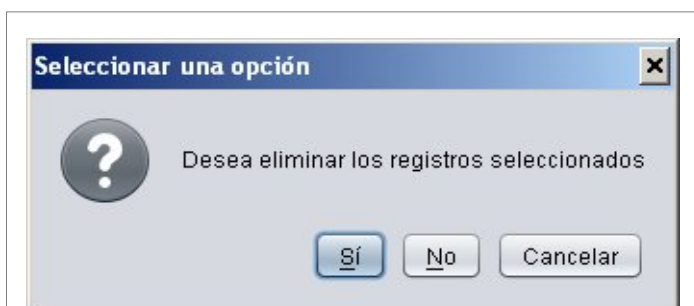 Seleccionar una opción
Desea eliminar los registros seleccionados
Sí No Cancelar